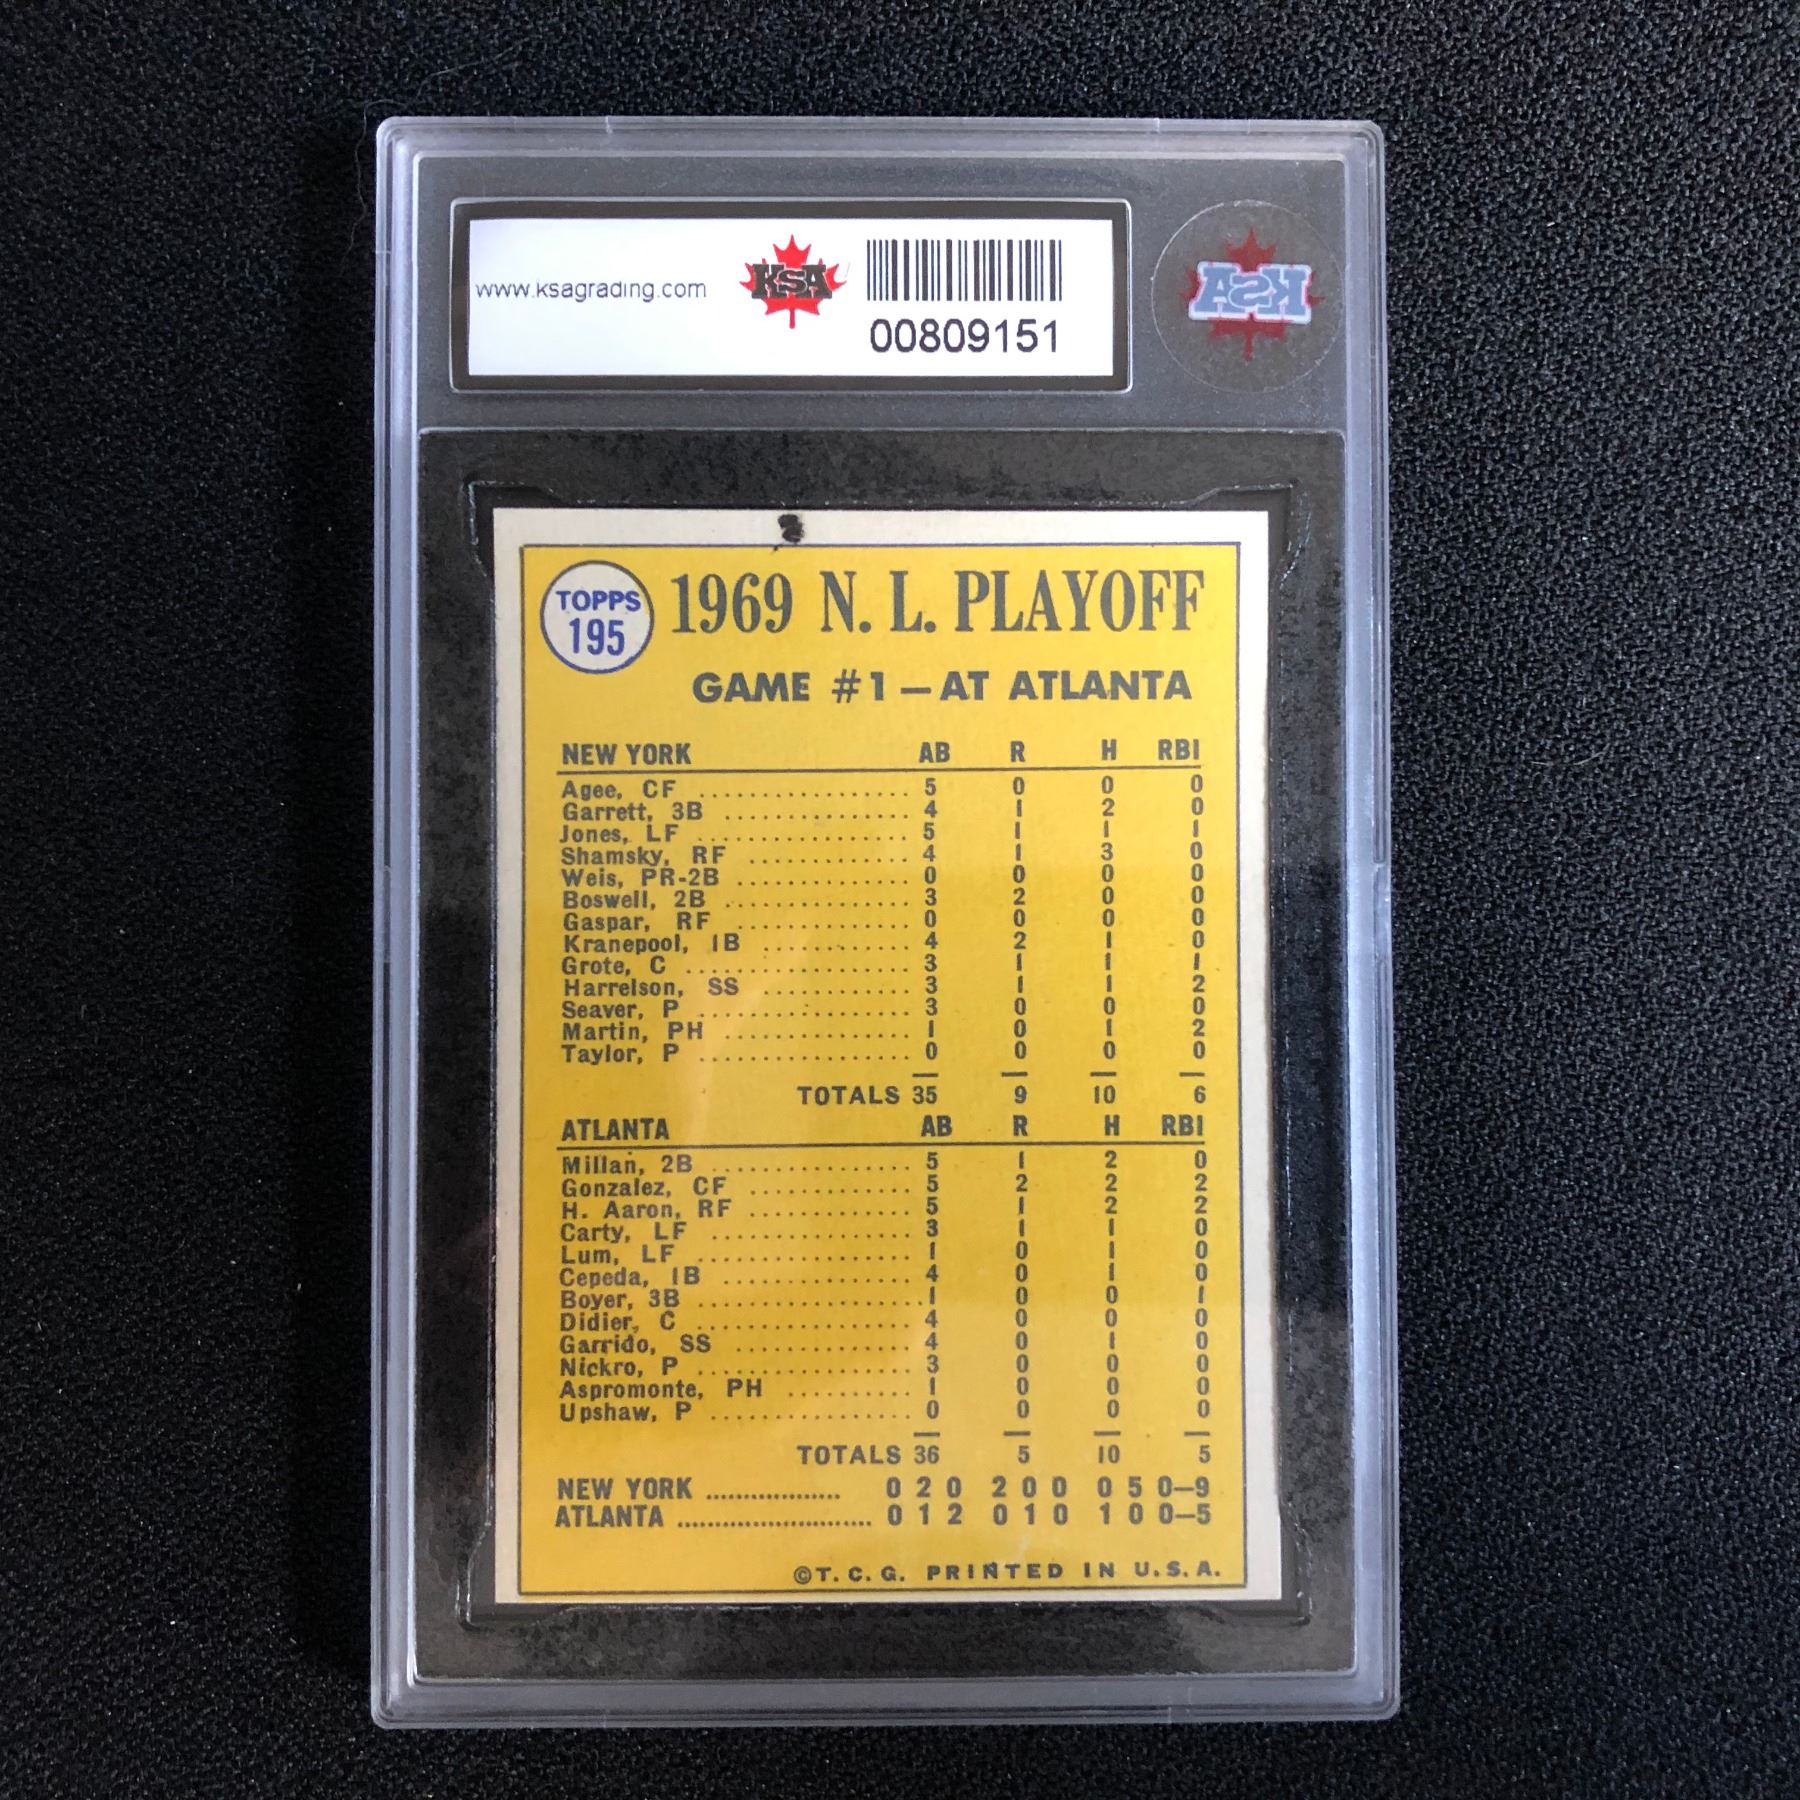 www.ksagrading.com KSA
00809151
KSA
TOPPS
195
1969 N. L. PLAYOFF
GAME #1 — AT ATLANTA
NEW YORK AB R H RBI
Agee, CF ................. 5 0 0 0
Garrett, 3B ............... 4 1 2 0
Jones, LF ................. 5 1 1 1
Shamsky, RF ............. 4 1 3 0
Weis, PR-2B .............. 0 0 0 0
Boswell, 2B ............... 3 2 0 0
Gaspar, RF .............. 0 0 0 0
Kranepool, 1B ............ 4 2 1 0
Grote, C .................. 3 1 1 1
Harrelson, SS ............ 3 1 1 2
Seaver, P ................. 3 0 0 0
Martin, PH ............... 1 0 1 2
Taylor, P ................. 0 0 0 0
TOTALS 35 9 10 6
ATLANTA AB R H RBI
Millan, 2B ................ 5 1 2 0
Gonzalez, CF ............. 5 2 2 2
H. Aaron, RF ............. 5 1 2 2
Carty, LF ................ 3 1 1 0
Lum, LF ................. 1 0 1 0
Cepeda, 1B ............... 4 0 1 0
Boyer, 3B ................. 1 0 0 1
Didier, C ................. 4 0 0 0
Garrido, SS .............. 4 0 1 0
Nickro, P ................. 3 0 0 0
Aspromonte, PH .......... 1 0 0 0
Upshaw, P ................ 0 0 0 0
TOTALS 36 5 10 5
NEW YORK .................. 0 2 0 2 0 0 0 5 0—9
ATLANTA .......................... 0 1 2 0 1 0 1 0 0—5
©T. C. G. PRINTED IN U. S. A.